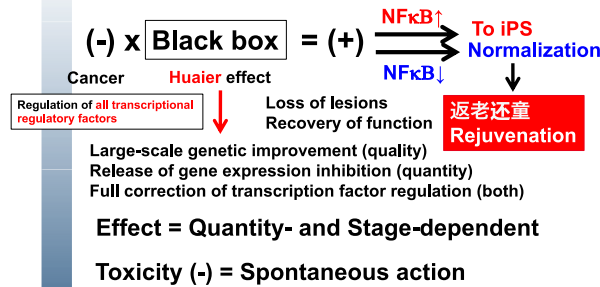 (-) x Black box = (+)
NFκB↑
NFκB↓
To iPS
Normalization
Cancer
Huaier effect
Regulation of all transcriptional
regulatory factors
Loss of lesions
Recovery of function
返老还童
Rejuvenation
Large-scale genetic improvement (quality)
Release of gene expression inhibition (quantity)
Full correction of transcription factor regulation (both)
Effect = Quantity- and Stage-dependent
Toxicity (-) = Spontaneous action